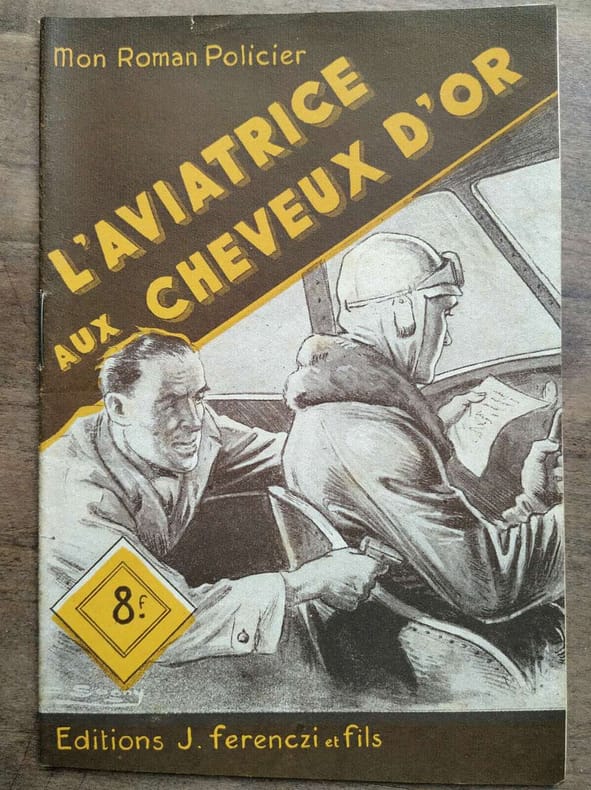 Mon Roman Policier
L'AVIATRICE
AUX CHEVEUX D'OR
8f.
Editions J. ferenczi et fils